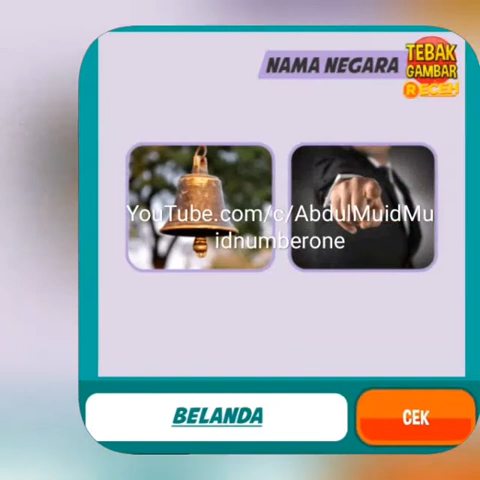 NAMA NEGARA
TEBAK
GAMBAR
RECEH
YouTube.com/c/AbdulMuidMu
idnumberone
BELANDA
CEK